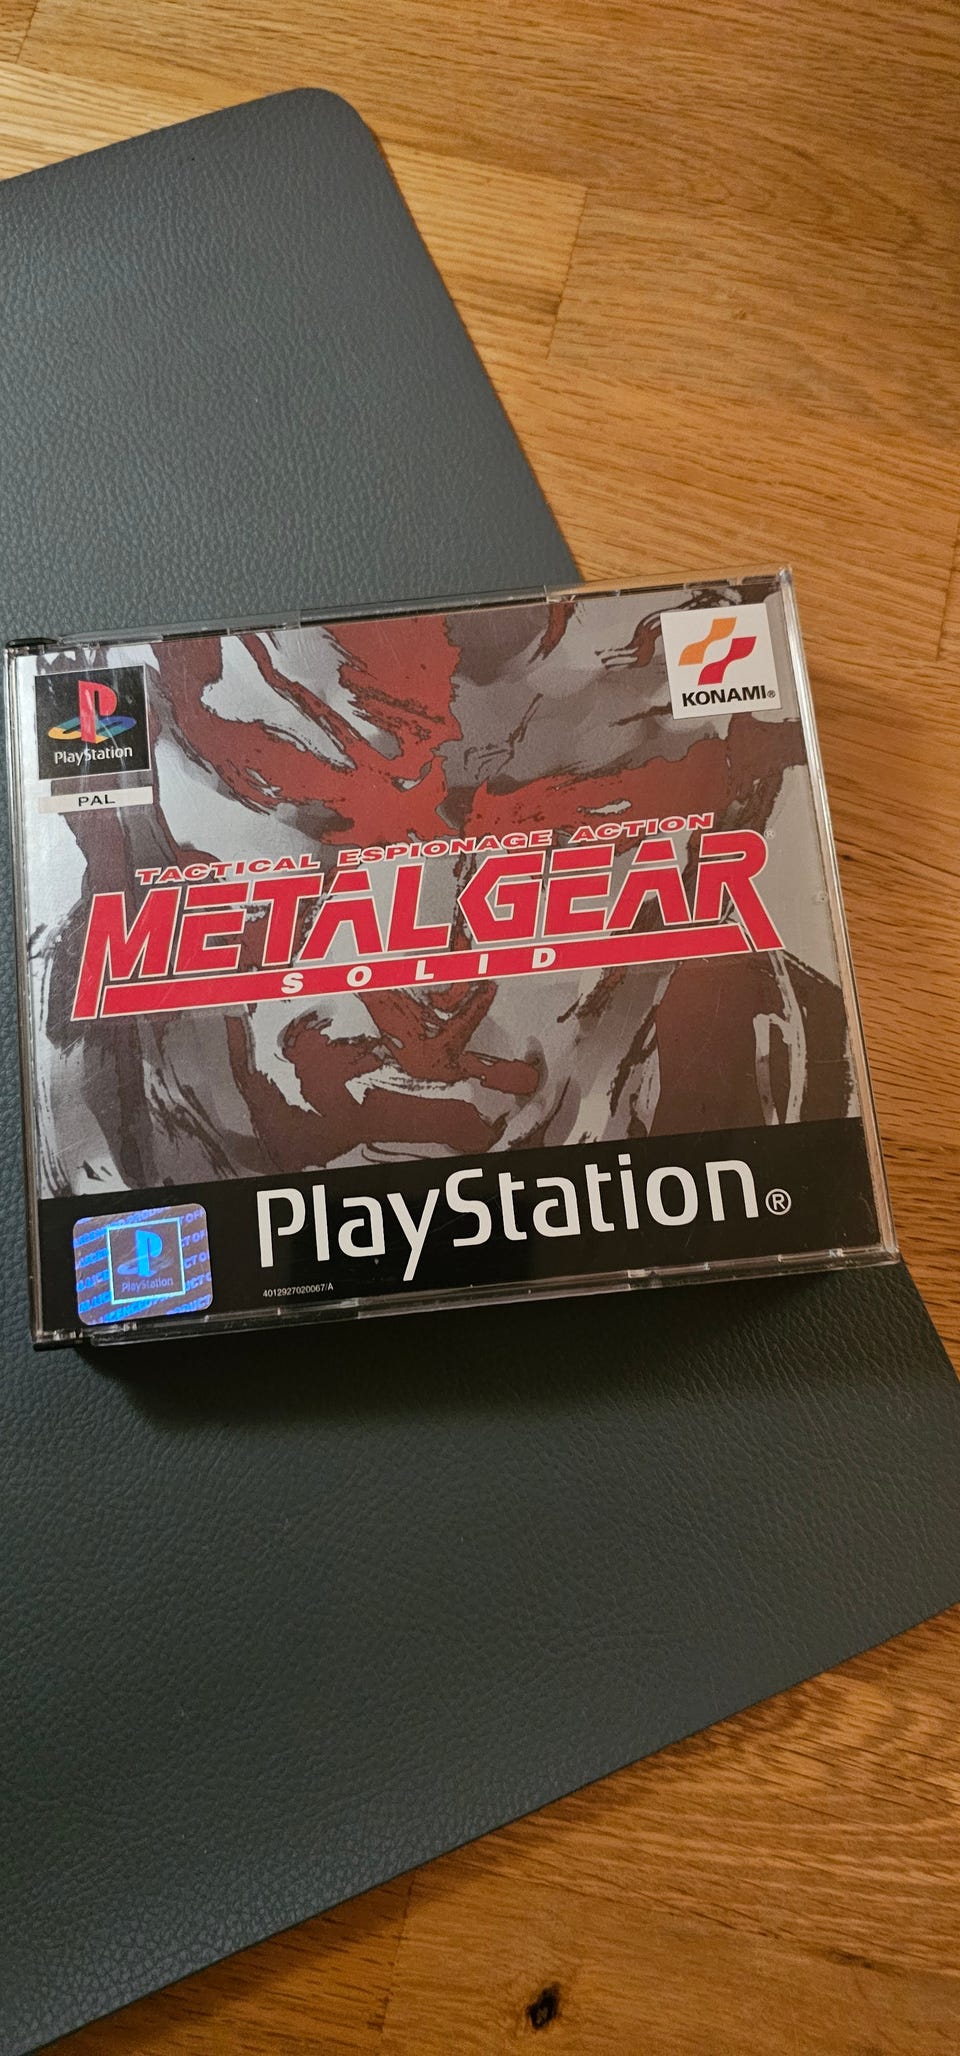 PlayStation
PAL
KONAMI®
TACTICAL ESPIONAGE ACTION
METAL GEAR®
SOLID
PlayStation®
PlayStation
4012927020067/A